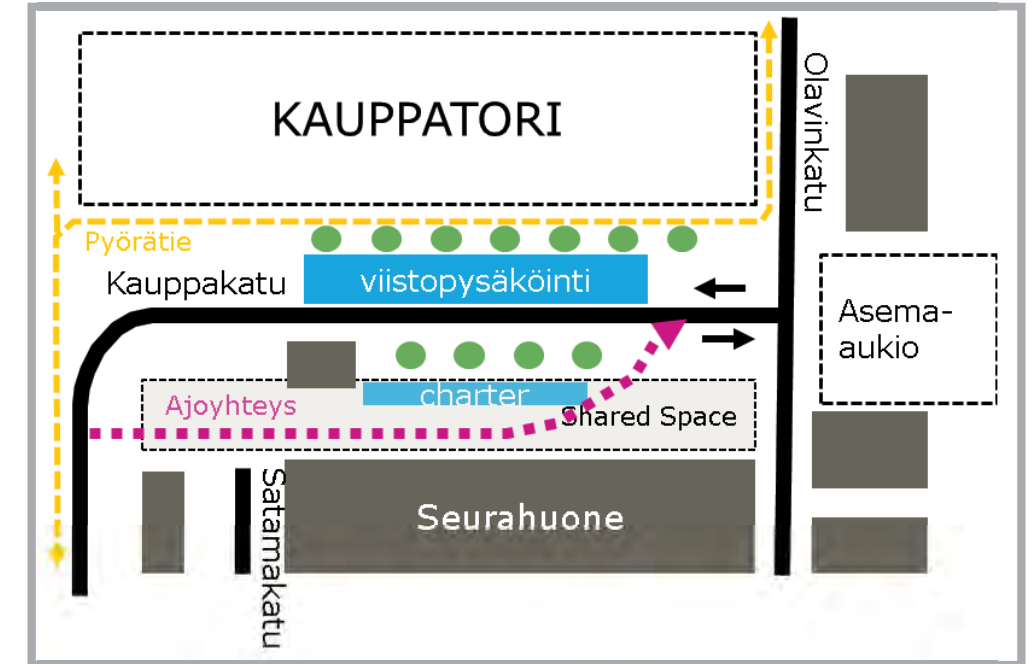 KAUPPATORI
Olavinkatu
Pyörätie
Kauppakatu
viistopysäköinti
Asema-
aukio
charter
Ajoyhteys
Shared Space
Seurahuone
Satamakatu